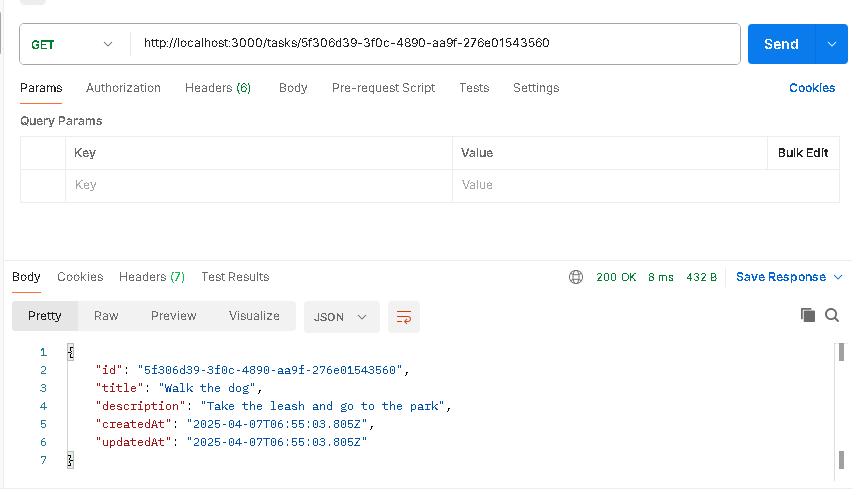 GET http://localhost:3000/tasks/5f306d39-3f0c-4890-aa9f-276e01543560 Send
Params Authorization Headers (6) Body Pre-request Script Tests Settings Cookies
Query Params
Key Value Bulk Edit
Key Value
Body Cookies Headers (7) Test Results 200 OK 8 ms 432 B Save Response
Pretty Raw Preview Visualize JSON
1 {
2 "id": "5f306d39-3f0c-4890-aa9f-276e01543560",
3 "title": "Walk the dog",
4 "description": "Take the leash and go to the park",
5 "createdAt": "2025-04-07T06:55:03.805Z",
6 "updatedAt": "2025-04-07T06:55:03.805Z"
7 }